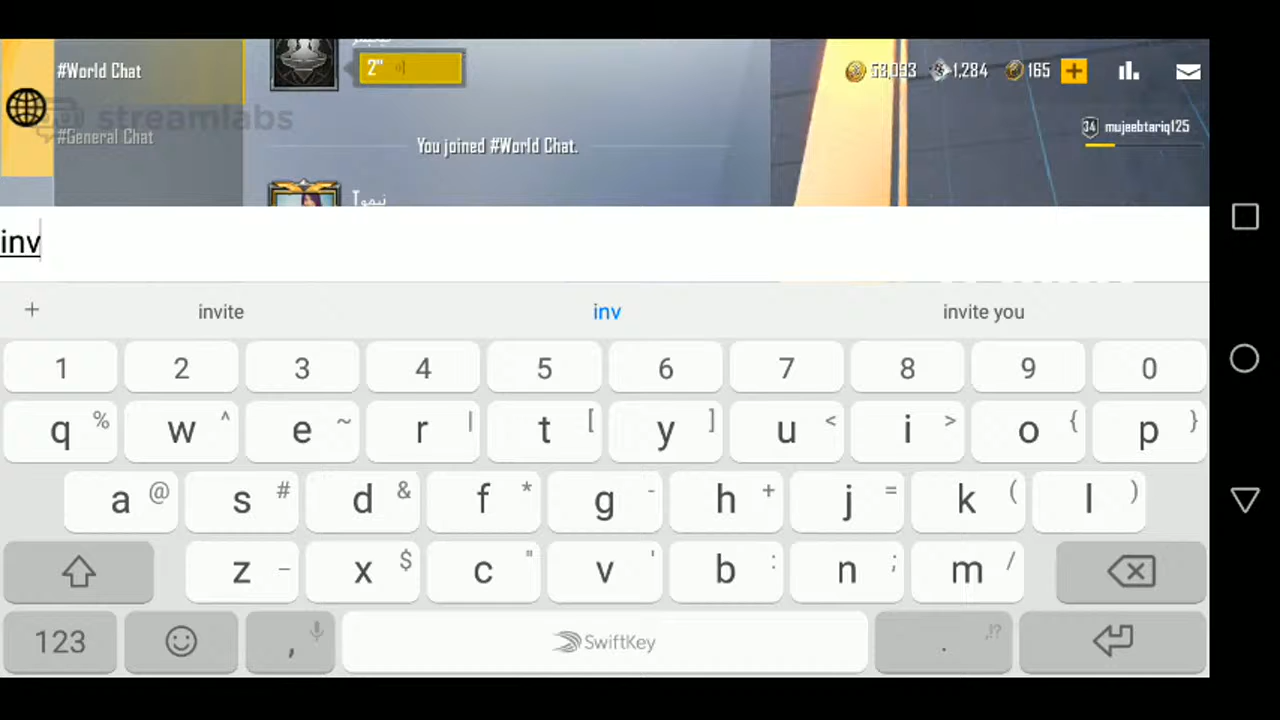 #World Chat
2"
58,093
1,284
165
streamlabs
#General Chat
You joined #World Chat.
34 mujeebtariq125
نيمو1
inv
+ invite inv invite you
1 2 3 4 5 6 7 8 9 0
q % w ^ e ~ r | t [ y ] u < i > o { p }
a @ s # d & f * g - h + j = k ( l )
z _ x $ c " v ' b : n ; m /
123 , SwiftKey . ,!?